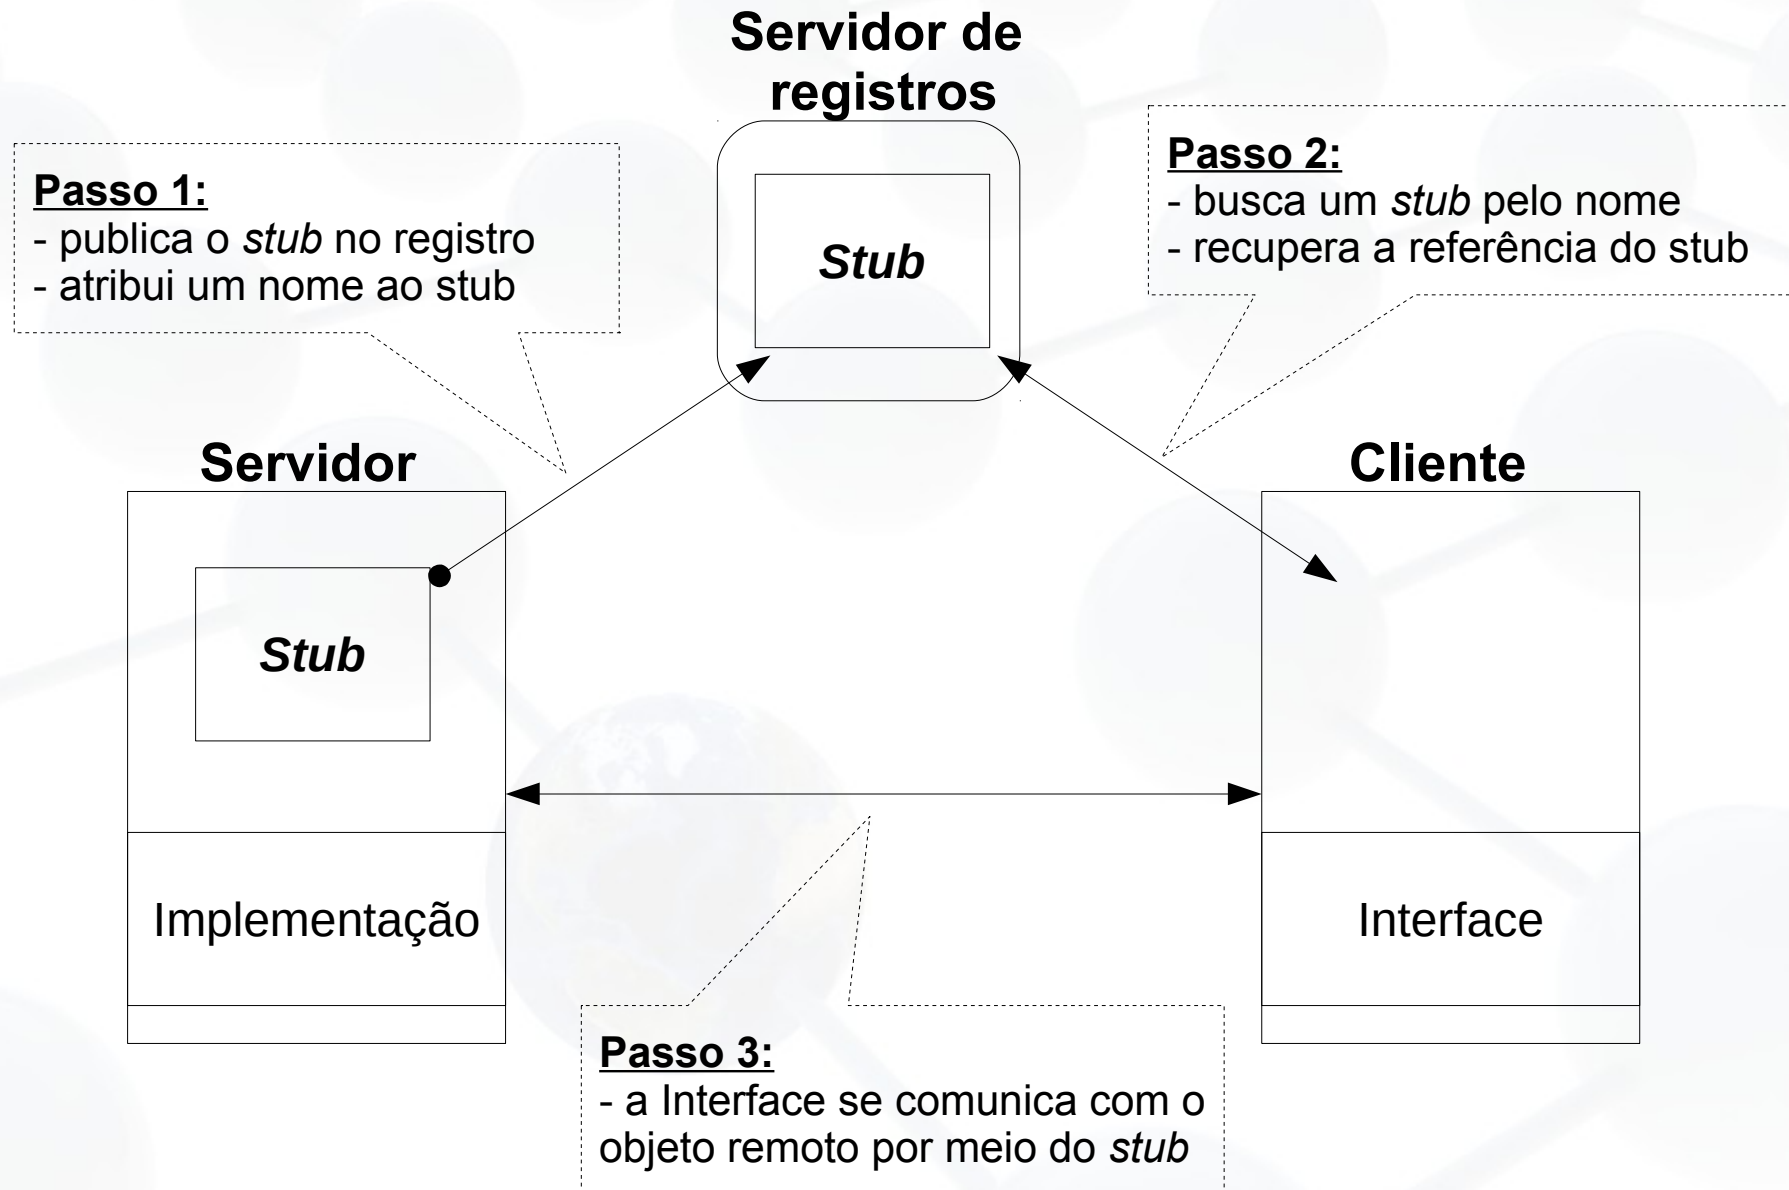 Servidor de
registros
Passo 1:
- publica o stub no registro
- atribui um nome ao stub
Passo 2:
- busca um stub pelo nome
- recupera a referência do stub
Stub
Servidor
Cliente
Stub
Implementação
Interface
Passo 3:
- a Interface se comunica com o
objeto remoto por meio do stub